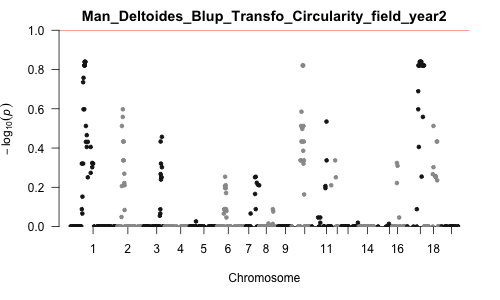 Man_Deltoides_Blup_Transfo_Circularity_field_year2
1.0
0.8
0.6
0.4
0.2
0.0
− log10(p)
1 2 3 4 5 6 7 8 9 11 14 16 18
Chromosome